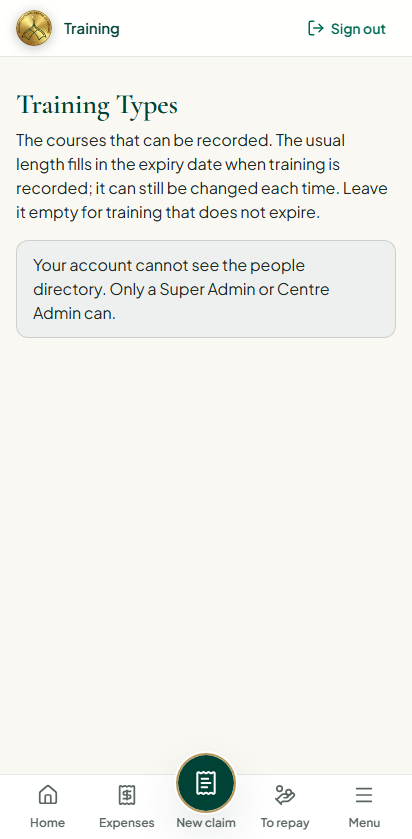 Training
Sign out
Training Types
The courses that can be recorded. The usual
length fills in the expiry date when training is
recorded; it can still be changed each time. Leave
it empty for training that does not expire.
Your account cannot see the people
directory. Only a Super Admin or Centre
Admin can.
Home
Expenses
New claim
To repay
Menu